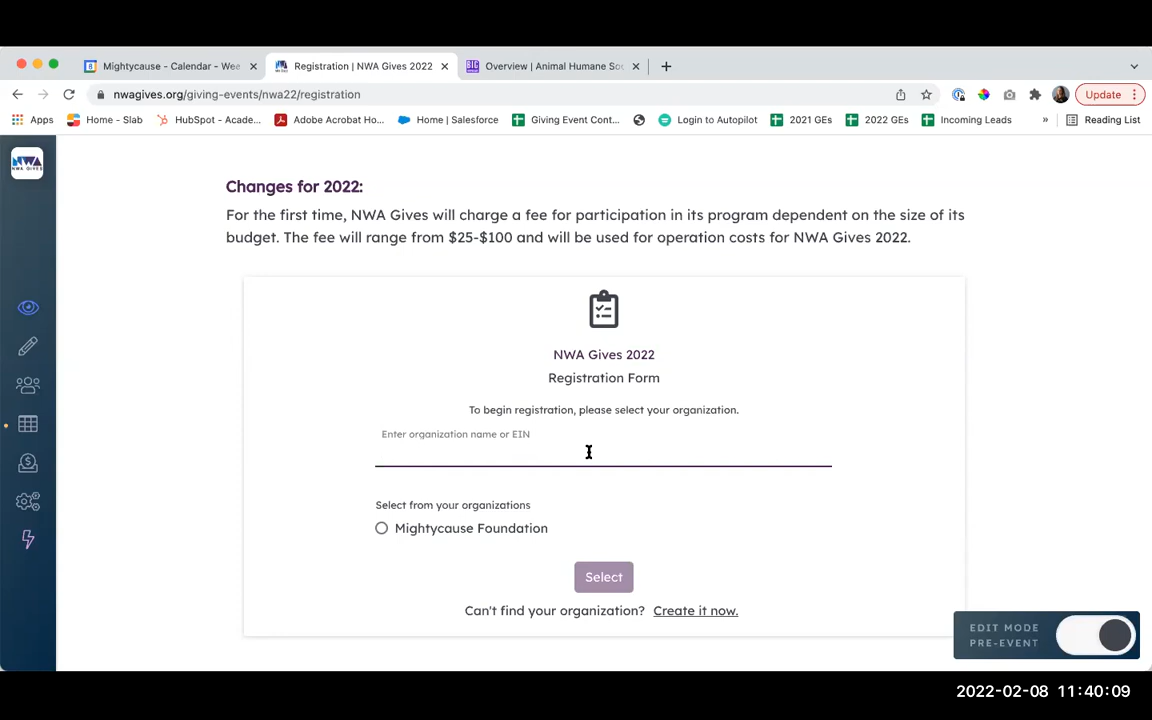 Mightycause - Calendar - Wee
Registration | NWA Gives 2022
Overview | Animal Humane So
nwagives.org/giving-events/nwa22/registration
Update
Apps
Home - Slab
HubSpot - Acade...
Adobe Acrobat Ho...
Home | Salesforce
Giving Event Cont...
Login to Autopilot
2021 GEs
2022 GEs
Incoming Leads
»
Reading List
NWA
NWA GIVES
Changes for 2022:
For the first time, NWA Gives will charge a fee for participation in its program dependent on the size of its
budget. The fee will range from $25-$100 and will be used for operation costs for NWA Gives 2022.
NWA Gives 2022
Registration Form
To begin registration, please select your organization.
Enter organization name or EIN
Select from your organizations
Mightycause Foundation
Select
Can't find your organization? Create it now.
EDIT MODE
PRE-EVENT
2022-02-08 11:40:09